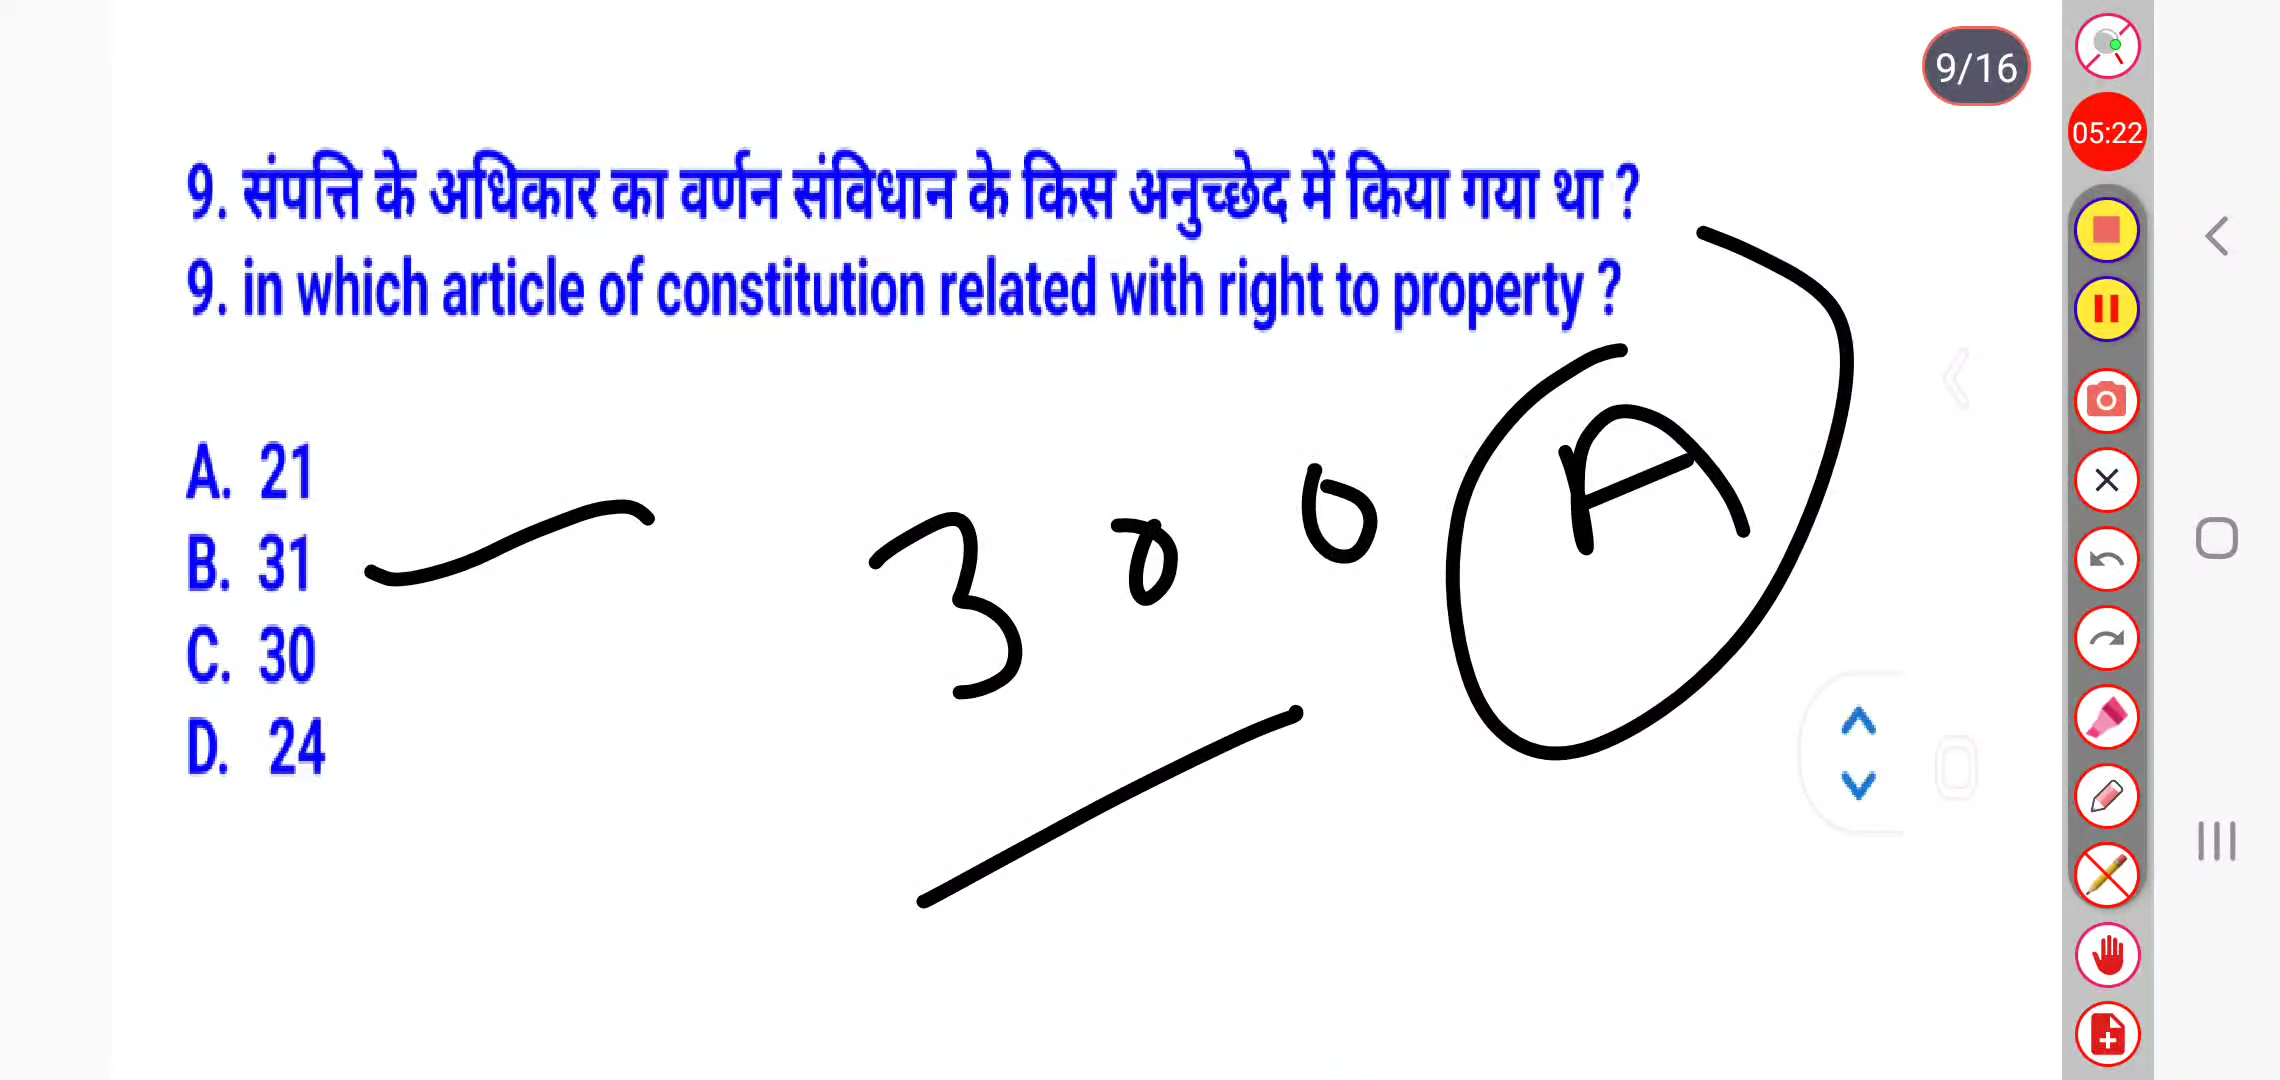 9/16
05:22
9. संपत्ति के अधिकार का वर्णन संविधान के किस अनुच्छेद में किया गया था ?
9. in which article of constitution related with right to property ?
A. 21
B. 31
C. 30
D. 24
300 A